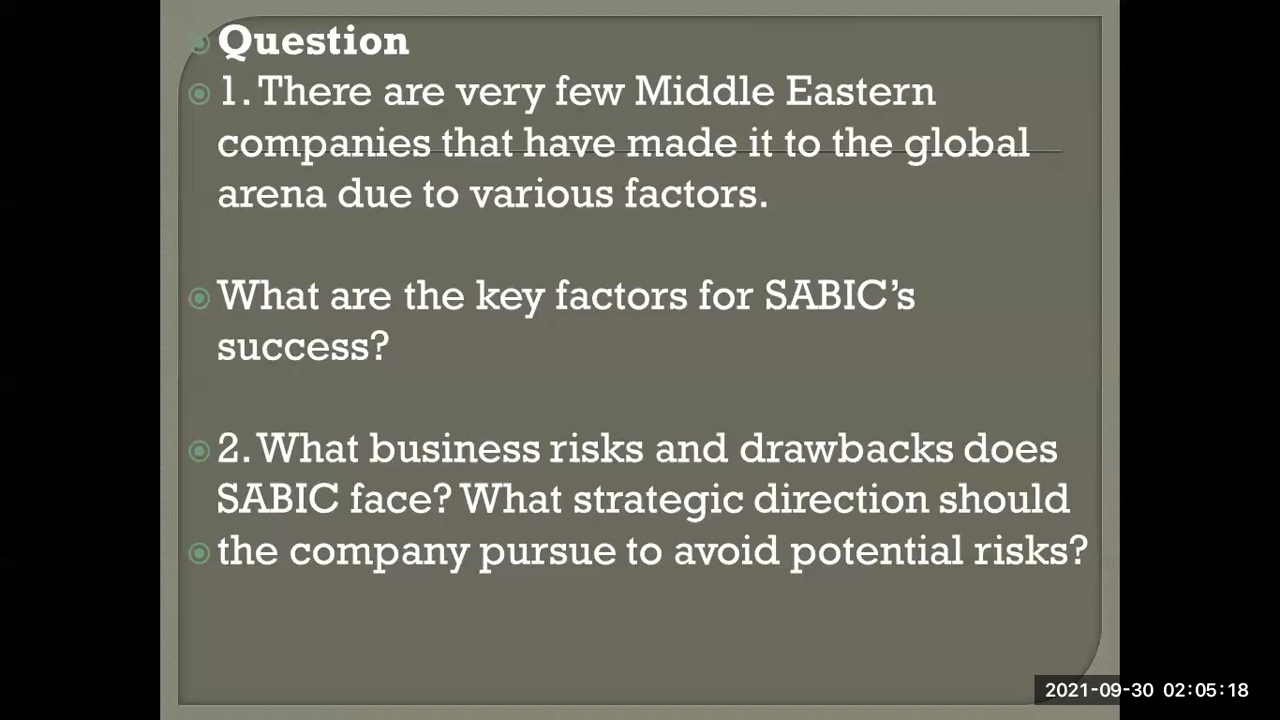 Question
1. There are very few Middle Eastern
companies that have made it to the global
arena due to various factors.
What are the key factors for SABIC’s
success?
2. What business risks and drawbacks does
SABIC face? What strategic direction should
the company pursue to avoid potential risks?
2021-09-30 02:05:18